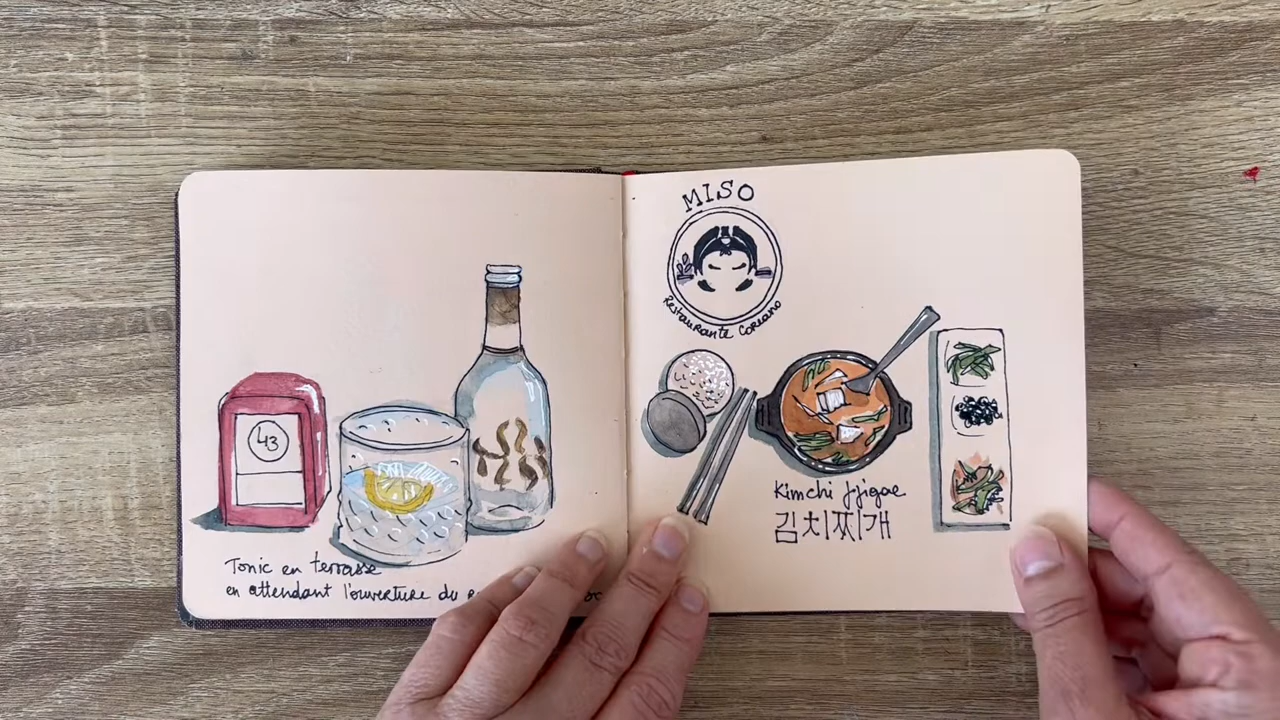 43
Tonic en terrasse
en attendant l'ouverture du
MISO
Restaurante Coreano
Kimchi Jjigae
김치찌개